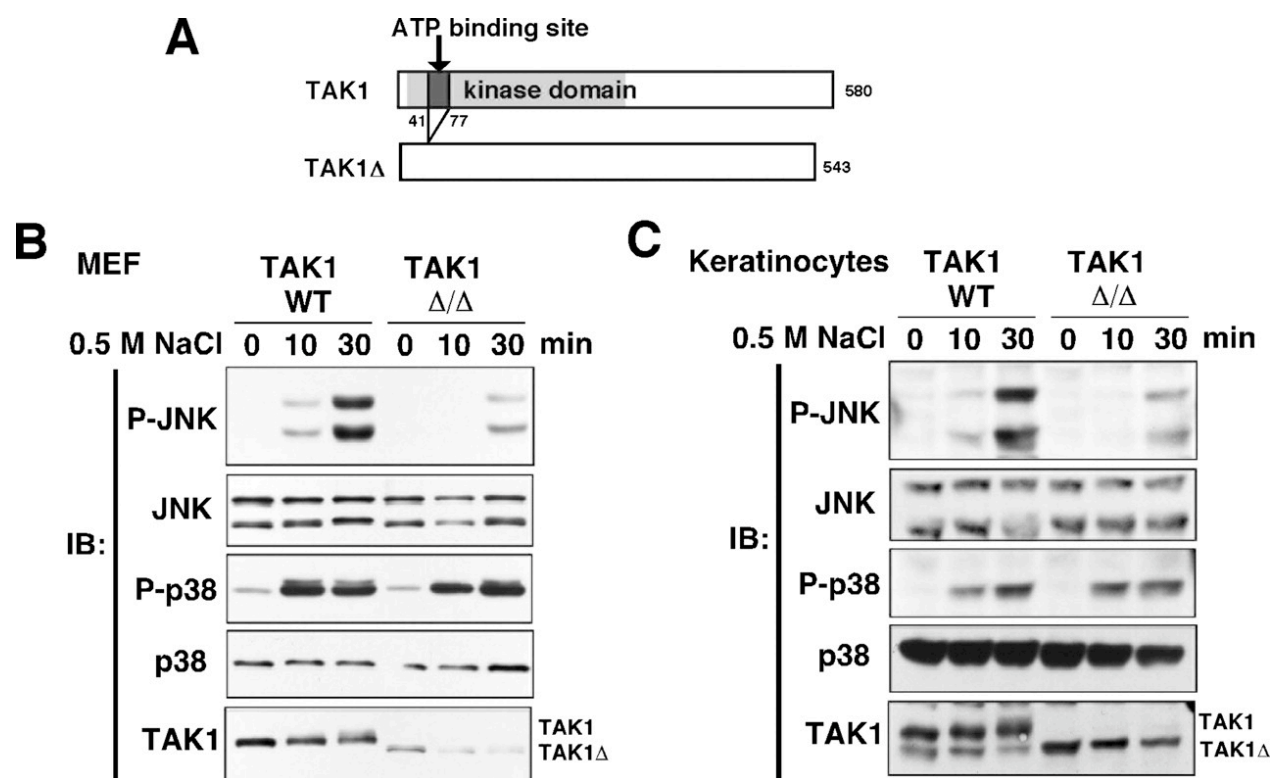 A
ATP binding site
TAK1
kinase domain
580
41
77
TAK1Δ
543
B
MEF
TAK1
WT
TAK1
Δ/Δ
0.5 M NaCl 0 10 30 0 10 30 min
P-JNK
JNK
IB:
P-p38
p38
TAK1
TAK1
TAK1Δ
C
Keratinocytes
TAK1
WT
TAK1
Δ/Δ
0.5 M NaCl 0 10 30 0 10 30 min
P-JNK
JNK
IB:
P-p38
p38
TAK1
TAK1
TAK1Δ